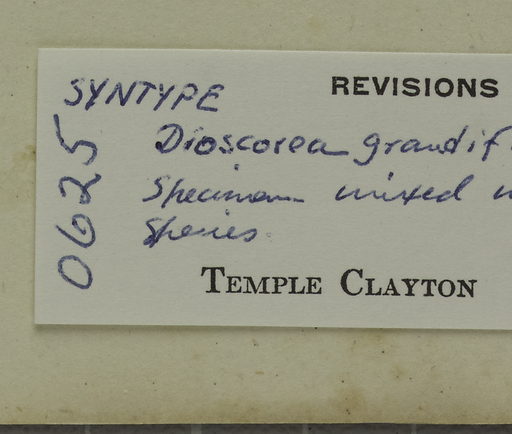 SYNTYPE
REVISIONS
Dioscorea grandif
Specimen mixed
Species
TEMPLE CLAYTON
0625